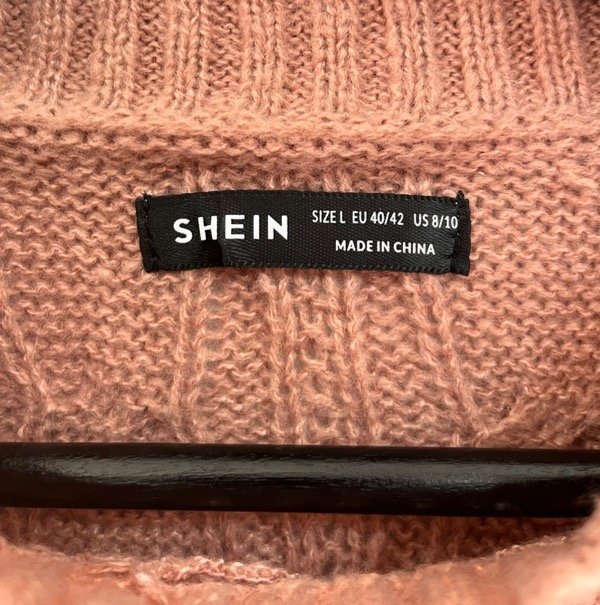 SHEIN
SIZE L EU 40/42 US 8/10
MADE IN CHINA